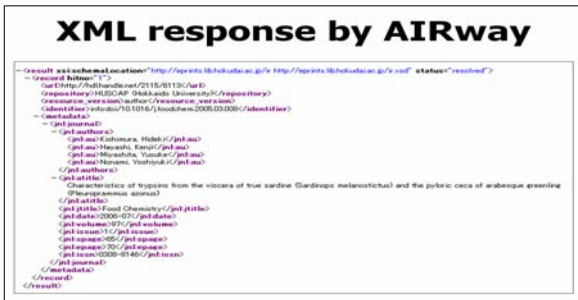 XML response by AIRway
- <result xsi:schemaLocation="http://eprints.lib.hokudai.ac.jp/ir http://eprints.lib.hokudai.ac.jp/ir.xsd" status="resolved">
- <record hitno="1">
<url>http://hdl.handle.net/2115/6113</url>
<repository>HUSCAP (Hokkaido University)</repository>
<resource_version>author</resource_version>
<identifier>info:doi/10.1016/j.foodchem.2005.03.008</identifier>
- <metadata>
- <jnl:journal>
- <jnl:authors>
<jnl:au>Kishimura, Hideki</jnl:au>
<jnl:au>Hayashi, Kenji</jnl:au>
<jnl:au>Miyashita, Yusuke</jnl:au>
<jnl:au>Nonami, Yoshiyuki</jnl:au>
</jnl:authors>
- <jnl:atitle>
Characteristics of trypsins from the viscera of true sardine (Sardinops melanostictus) and the pyloric ceca of arabesque greenling
(Pleuroprammus azonus)
</jnl:atitle>
<jnl:jtitle>Food Chemistry</jnl:jtitle>
<jnl:date>2006-07</jnl:date>
<jnl:volume>97</jnl:volume>
<jnl:issue>1</jnl:issue>
<jnl:spage>65</jnl:spage>
<jnl:epage>70</jnl:epage>
<jnl:issn>0308-8146</jnl:issn>
</jnl:journal>
</metadata>
</record>
</result>